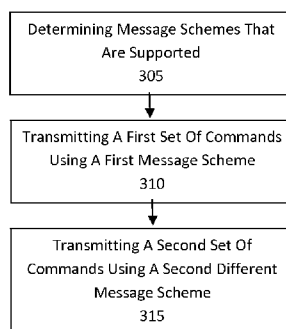 Determining Message Schemes That
Are Supported
305
Transmitting A First Set Of Commands
Using A First Message Scheme
310
Transmitting A Second Set Of
Commands Using A Second Different
Message Scheme
315